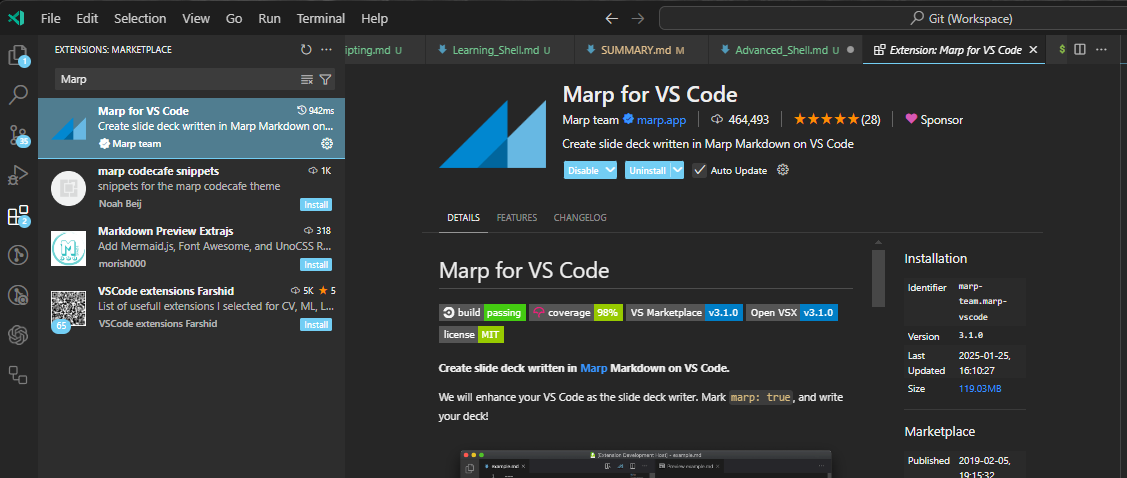 File Edit Selection View Go Run Terminal Help
Git (Workspace)
EXTENSIONS: MARKETPLACE
ipting.md U
Learning_Shell.md U
SUMMARY.md M
Advanced_Shell.md U
Extension: Marp for VS Code
$
Marp
1
35
2
Marp for VS Code 942ms
Create slide deck written in Marp Markdown on...
Marp team
marp codecafe snippets 1K
snippets for the marp codecafe theme
Noah Beij Install
Markdown Preview Extrajs 318
Add Mermaid.js, Font Awesome, and UnoCSS R...
morish000 Install
VSCode extensions Farshid 5K 5
List of usefull extensions I selected for CV, ML, L...
65
VSCode extensions Farshid Install
Marp for VS Code
Marp team marp.app 464,493 (28) Sponsor
Create slide deck written in Marp Markdown on VS Code
Disable Uninstall Auto Update
DETAILS FEATURES CHANGELOG
Marp for VS Code
build passing coverage 98% VS Marketplace v3.1.0 Open VSX v3.1.0
license MIT
Create slide deck written in Marp Markdown on VS Code.
We will enhance your VS Code as the slide deck writer. Mark marp: true, and write
your deck!
[Extension Development Host] - example.md
example.md
Preview example.md
Installation
Identifier marp-
team.marp-
vscode
Version 3.1.0
Last 2025-01-25,
Updated 16:10:27
Size 119.03MB
Marketplace
Published 2019-02-05,
19:15:32